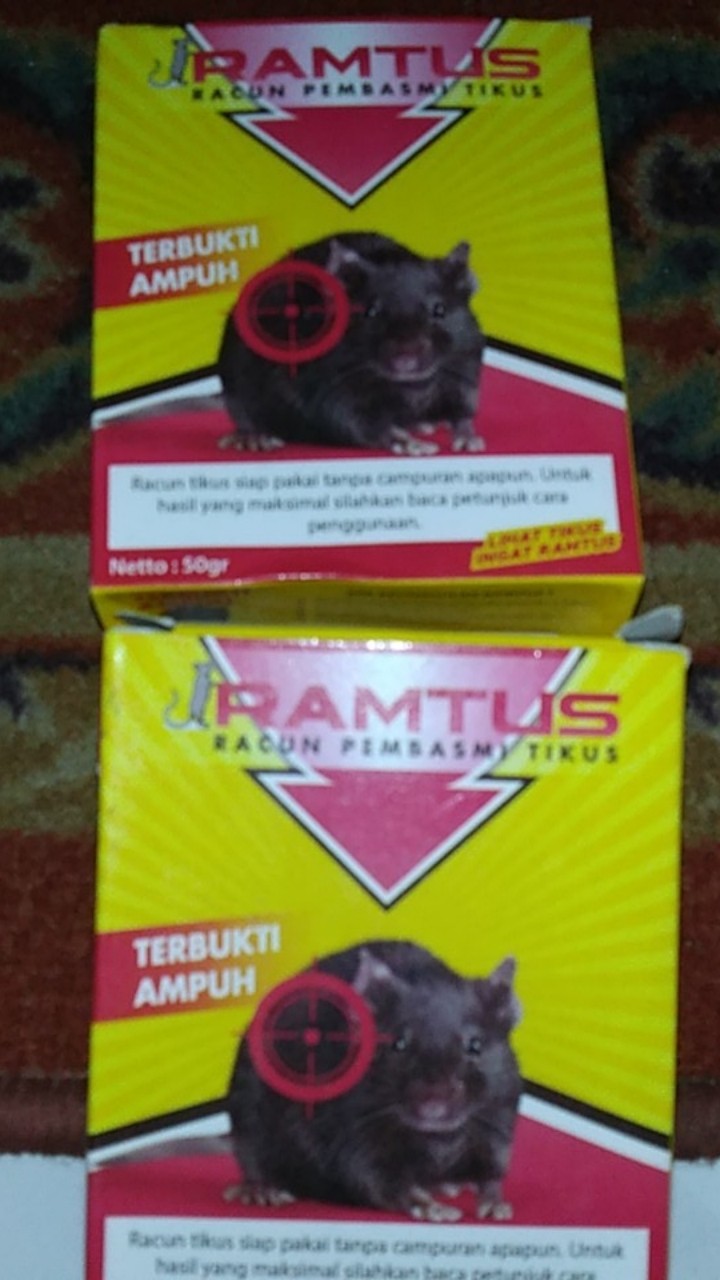 RAMTUS
RACUN PEMBASMI TIKUS
TERBUKTI
AMPUH
Racun tikus siap pakai tanpa campuran apapun. Untuk
hasil yang maksimal silahkan baca petunjuk cara
penggunaan.
LIHAT TIKUS
INGAT RAMTUS
Netto : 50gr
RAMTUS
RACUN PEMBASMI TIKUS
TERBUKTI
AMPUH
Racun tikus siap pakai tanpa campuran apapun. Untuk
hasil yang maksimal silahkan baca petunjuk cara